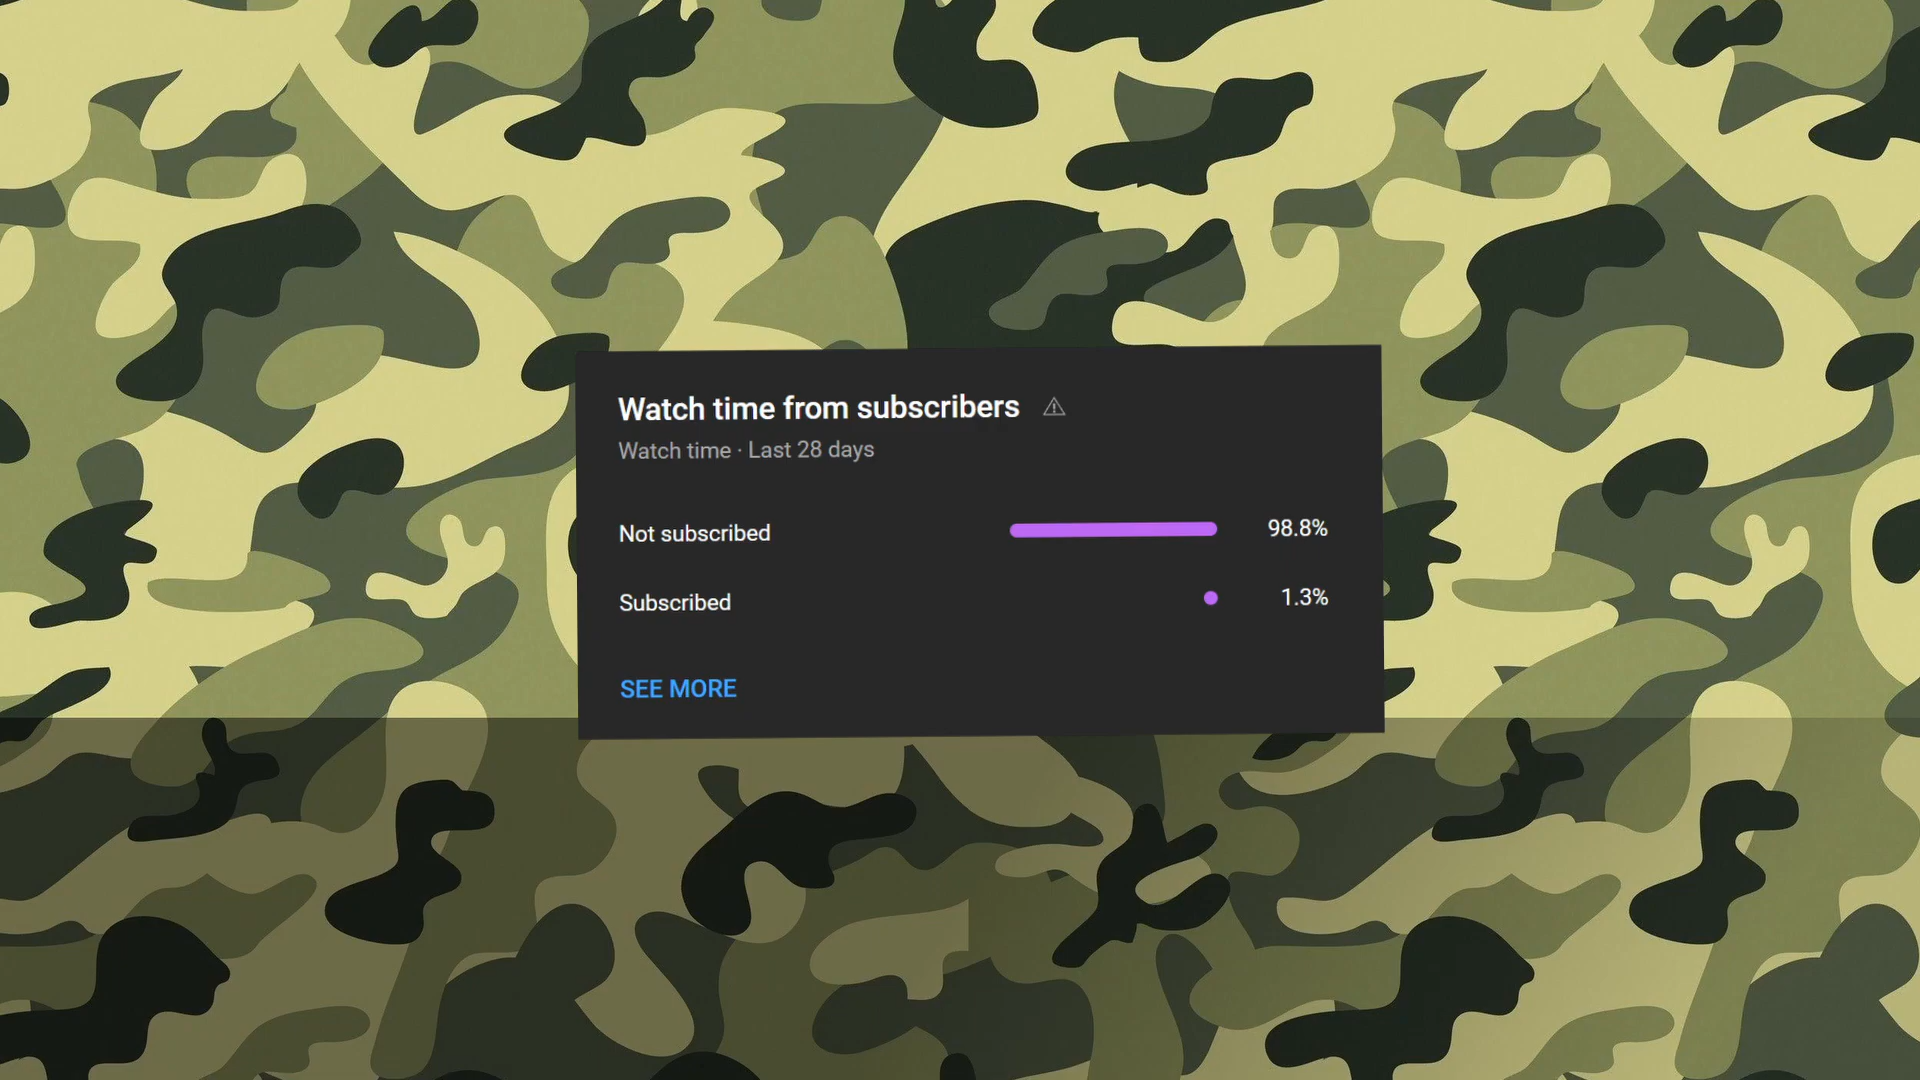 Watch time from subscribers
Watch time · Last 28 days
Not subscribed 98.8%
Subscribed 1.3%
SEE MORE